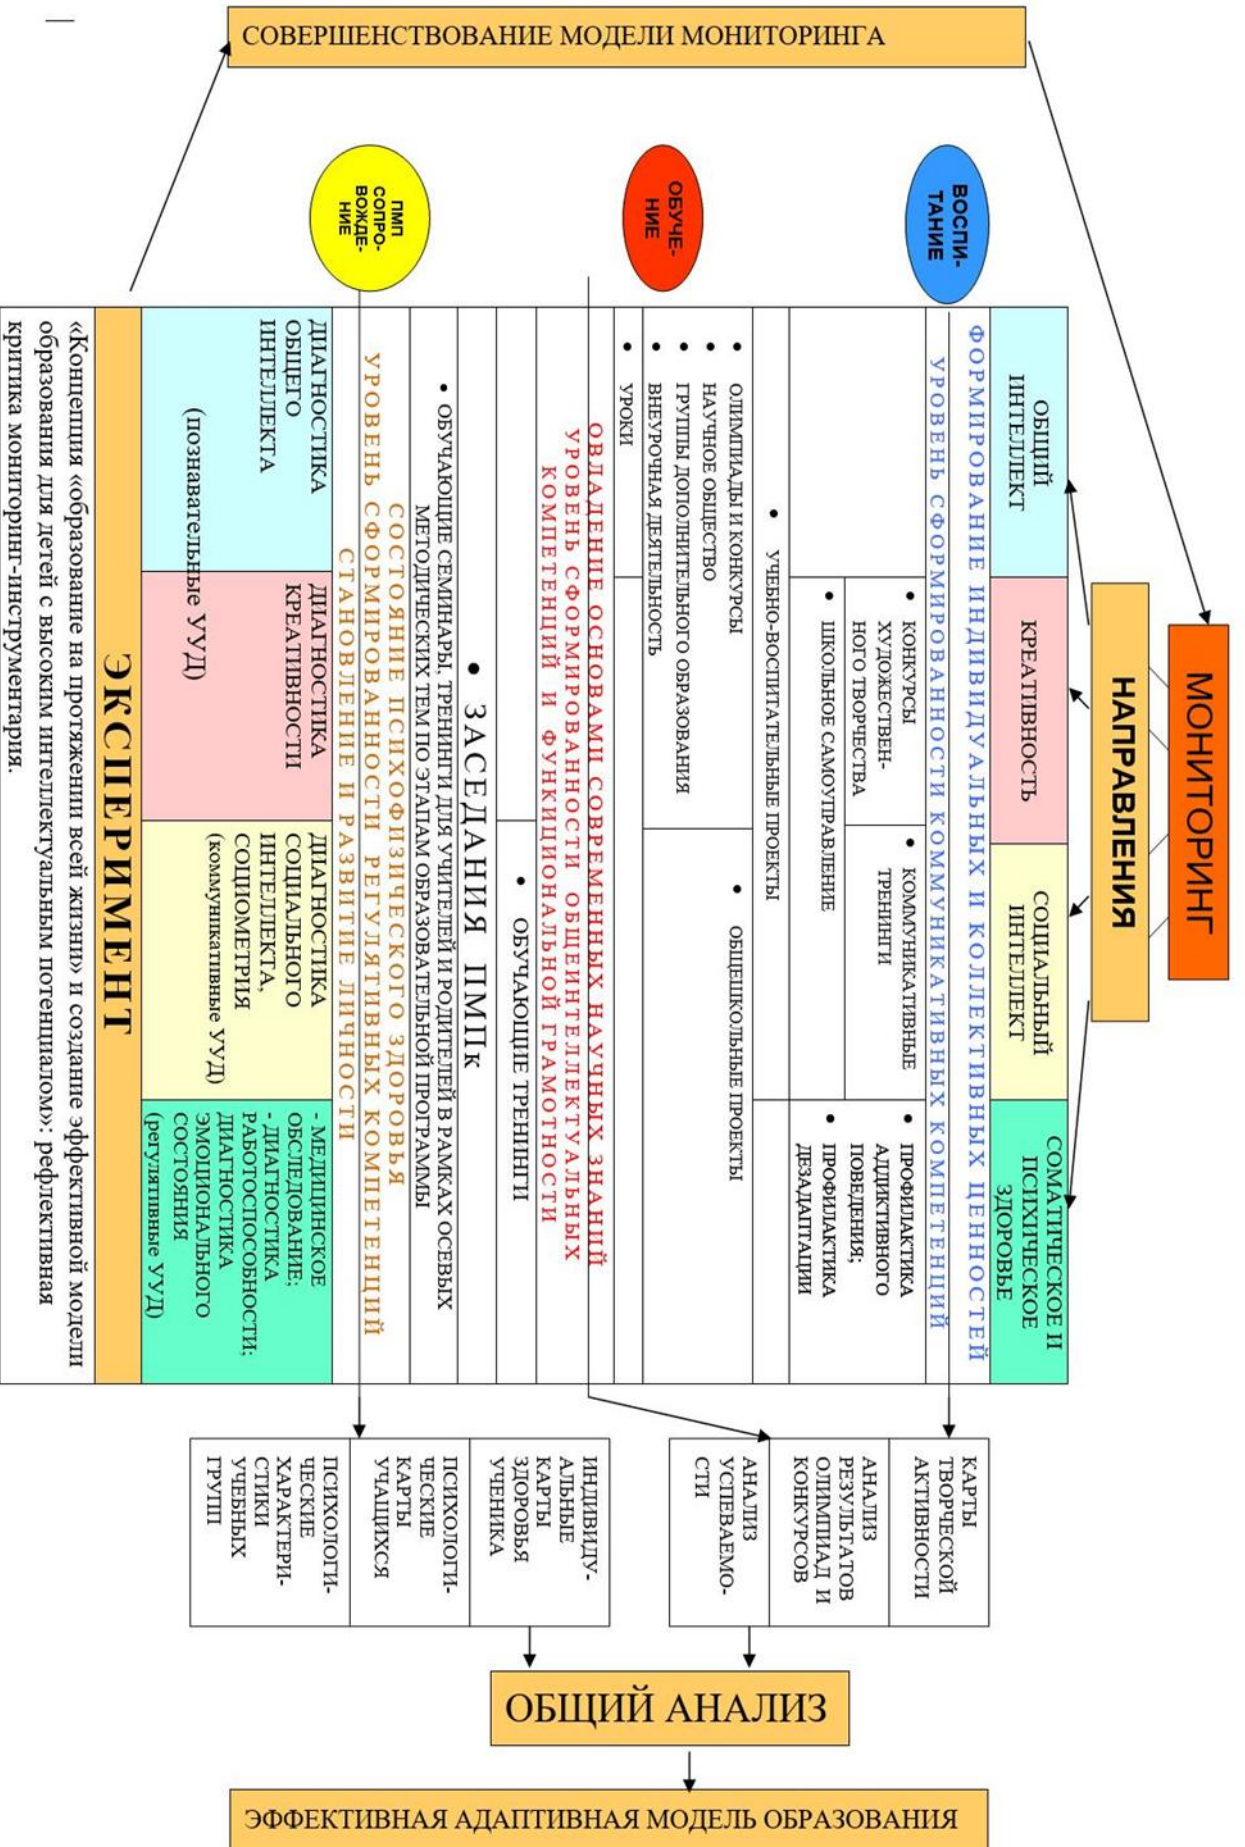 МОНИТОРИНГ
НАПРАВЛЕНИЯ
ОБЩИЙ
ИНТЕЛЛЕКТ
КРЕАТИВНОСТЬ
СОЦИАЛЬНЫЙ
ИНТЕЛЛЕКТ
СОМАТИЧЕСКОЕ И
ПСИХИЧЕСКОЕ
ЗДОРОВЬЕ
ВОСПИ-
ТАНИЕ
ФОРМИРОВАНИЕ ИНДИВИДУАЛЬНЫХ И КОЛЛЕКТИВНЫХ ЦЕННОСТЕЙ
УРОВЕНЬ СФОРМИРОВАННОСТИ КОММУНИКАТИВНЫХ КОМПЕТЕНЦИЙ
• КОНКУРСЫ
ХУДОЖЕСТВЕН-
НОГО ТВОРЧЕСТВА
• КОММУНИКАТИВНЫЕ
ТРЕНИНГИ
• ШКОЛЬНОЕ САМОУПРАВЛЕНИЕ
• ПРОФИЛАКТИКА
АДДИКТИВНОГО
ПОВЕДЕНИЯ;
• ПРОФИЛАКТИКА
ДЕЗАДАПТАЦИИ
• УЧЕБНО-ВОСПИТАТЕЛЬНЫЕ ПРОЕКТЫ
ОБУЧЕ-
НИЕ
• ОЛИМПИАДЫ И КОНКУРСЫ
• НАУЧНОЕ ОБЩЕСТВО
• ГРУППЫ ДОПОЛНИТЕЛЬНОГО ОБРАЗОВАНИЯ
• ВНЕУРОЧНАЯ ДЕЯТЕЛЬНОСТЬ
• ОБЩЕШКОЛЬНЫЕ ПРОЕКТЫ
• УРОКИ
ОВЛАДЕНИЕ ОСНОВАМИ СОВРЕМЕННЫХ НАУЧНЫХ ЗНАНИЙ
УРОВЕНЬ СФОРМИРОВАННОСТИ ОБЩЕИНТЕЛЛЕКТУАЛЬНЫХ
КОМПЕТЕНЦИЙ И ФУНКИЦИОНАЛЬНОЙ ГРАМОТНОСТИ
• ОБУЧАЮЩИЕ ТРЕНИНГИ
• ЗАСЕДАНИЯ ПМПк
• ОБУЧАЮЩИЕ СЕМИНАРЫ, ТРЕНИНГИ ДЛЯ УЧИТЕЛЕЙ И РОДИТЕЛЕЙ В РАМКАХ ОСЕВЫХ
МЕТОДИЧЕСКИХ ТЕМ ПО ЭТАПАМ ОБРАЗОВАТЕЛЬНОЙ ПРОГРАММЫ
ПМП
СОПРО-
ВОЖДЕ-
НИЕ
СОСТОЯНИЕ ПСИХОФИЗИЧЕСКОГО ЗДОРОВЬЯ
УРОВЕНЬ СФОРМИРОВАННОСТИ РЕГУЛЯТИВНЫХ КОМПЕТЕНЦИЙ
СТАНОВЛЕНИЕ И РАЗВИТИЕ ЛИЧНОСТИ
ДИАГНОСТИКА
ОБЩЕГО
ИНТЕЛЛЕКТА
ДИАГНОСТИКА
КРЕАТИВНОСТИ
(познавательные УУД)
ДИАГНОСТИКА
СОЦИАЛЬНОГО
ИНТЕЛЛЕКТА,
СОЦИОМЕТРИЯ
(коммуникативные УУД)
- МЕДИЦИНСКОЕ
ОБСЛЕДОВАНИЕ;
- ДИАГНОСТИКА
РАБОТОСПОСОБНОСТИ;
ДИАГНОСТИКА
ЭМОЦИОНАЛЬНОГО
СОСТОЯНИЯ
(регулятивные УУД)
ЭКСПЕРИМЕНТ
«Концепция «образование на протяжении всей жизни» и создание эффективной модели
образования для детей с высоким интеллектуальным потенциалом»: рефлективная
критика мониторинг-инструментария.
СОВЕРШЕНСТВОВАНИЕ МОДЕЛИ МОНИТОРИНГА
КАРТЫ
ТВОРЧЕСКОЙ
АКТИВНОСТИ
АНАЛИЗ
РЕЗУЛЬТАТОВ
ОЛИМПИАД И
КОНКУРСОВ
АНАЛИЗ
УСПЕВАЕМО-
СТИ
ИНДИВИДУ-
АЛЬНЫЕ
КАРТЫ
ЗДОРОВЬЯ
УЧЕНИКА
ПСИХОЛОГИ-
ЧЕСКИЕ
КАРТЫ
УЧАЩИХСЯ
ПСИХОЛОГИ-
ЧЕСКИЕ
ХАРАКТЕРИ-
СТИКИ
УЧЕБНЫХ
ГРУПП
ОБЩИЙ АНАЛИЗ
ЭФФЕКТИВНАЯ АДАПТИВНАЯ МОДЕЛЬ ОБРАЗОВАНИЯ